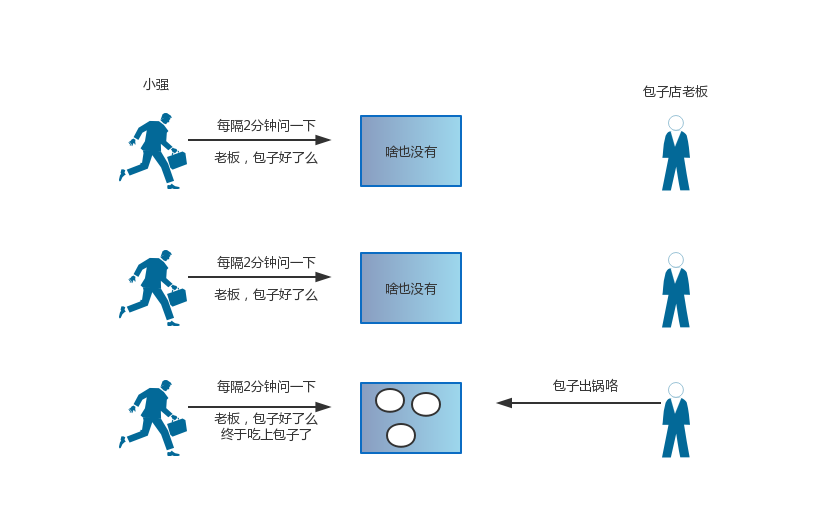 小强
包子店老板
每隔2分钟问一下
老板，包子好了么
啥也没有
每隔2分钟问一下
老板，包子好了么
啥也没有
每隔2分钟问一下
老板，包子好了么
终于吃上包子了
包子出锅咯